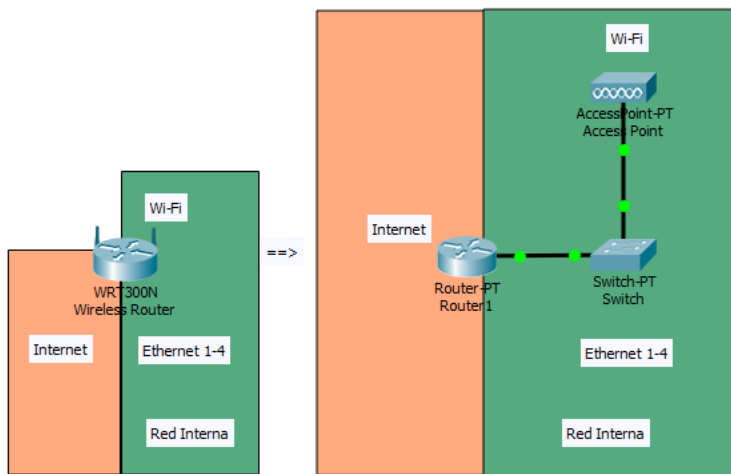 Wi-Fi
WRT300N
Wireless Router
Internet
Ethernet 1-4
Red Interna
==>
Wi-Fi
AccessPoint-PT
Access Point
Internet
Router-PT
Router1
Switch-PT
Switch
Ethernet 1-4
Red Interna